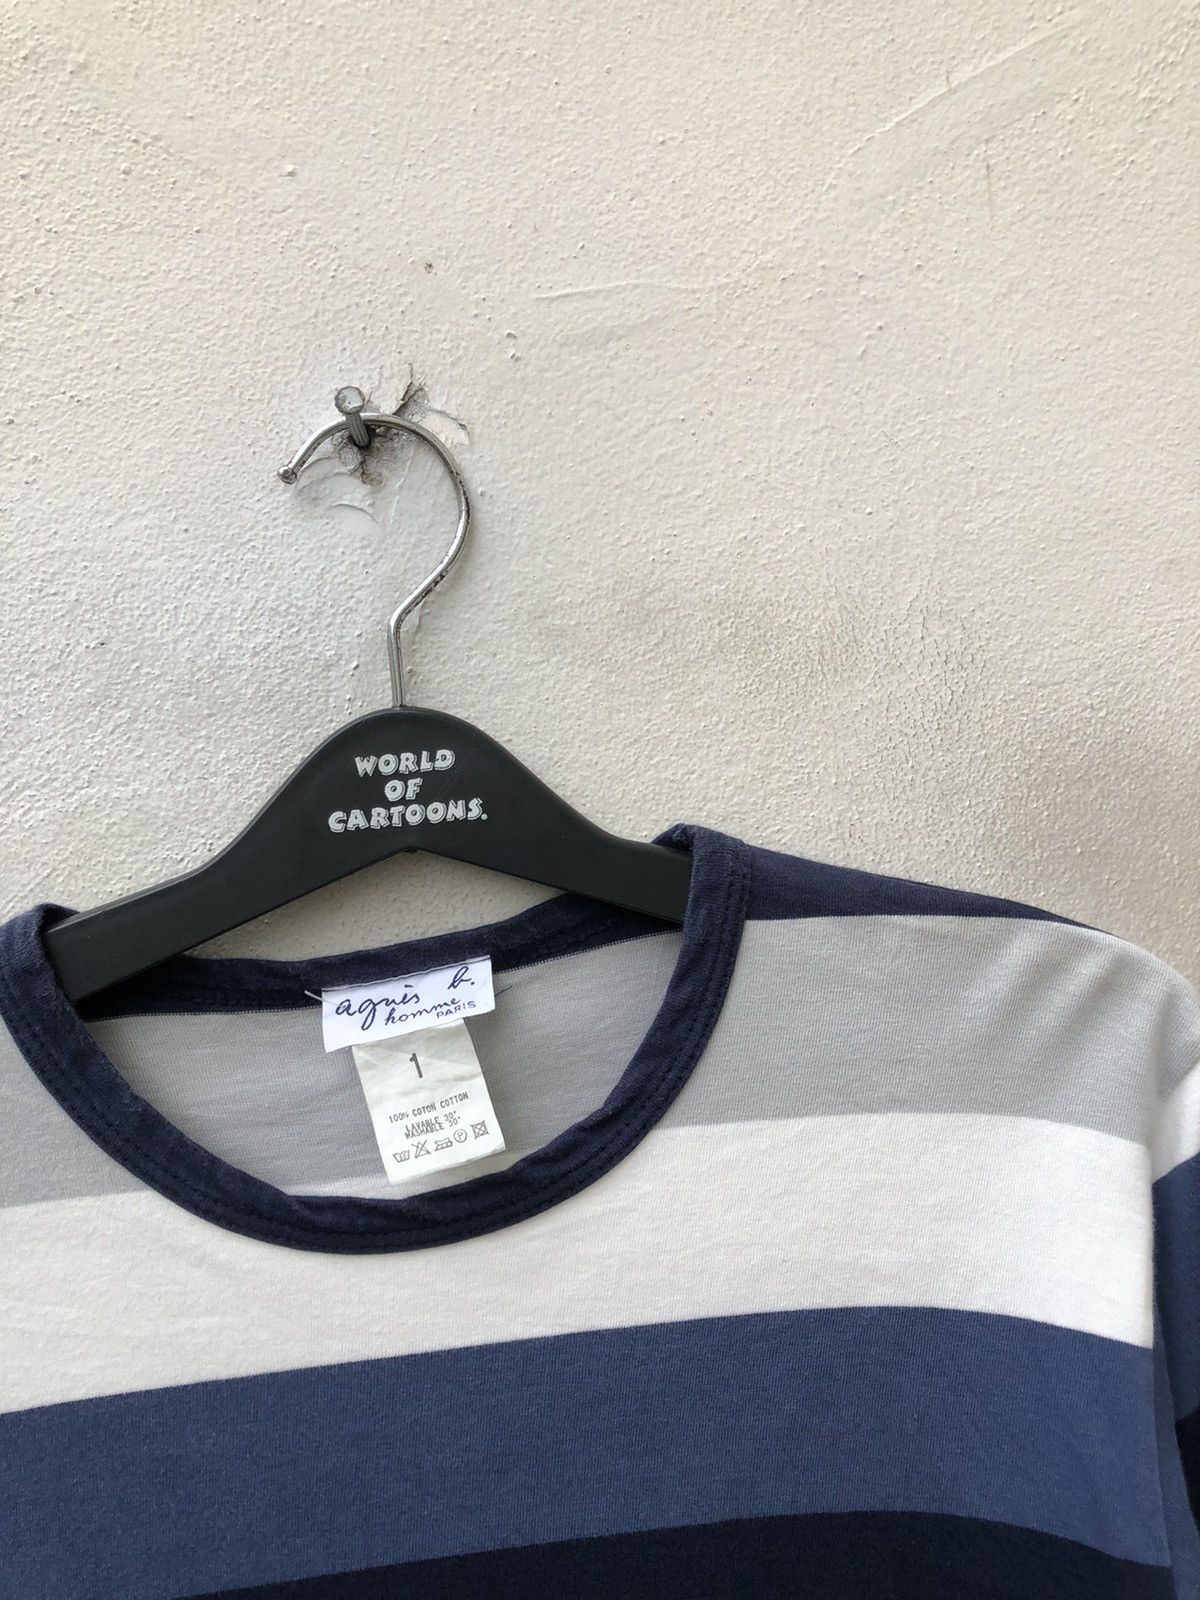 WORLD
OF
CARTOONS.
agnès b.
homme
PARIS
1
100% COTON COTTON
LAVABLE 30°
WASHABLE 30°